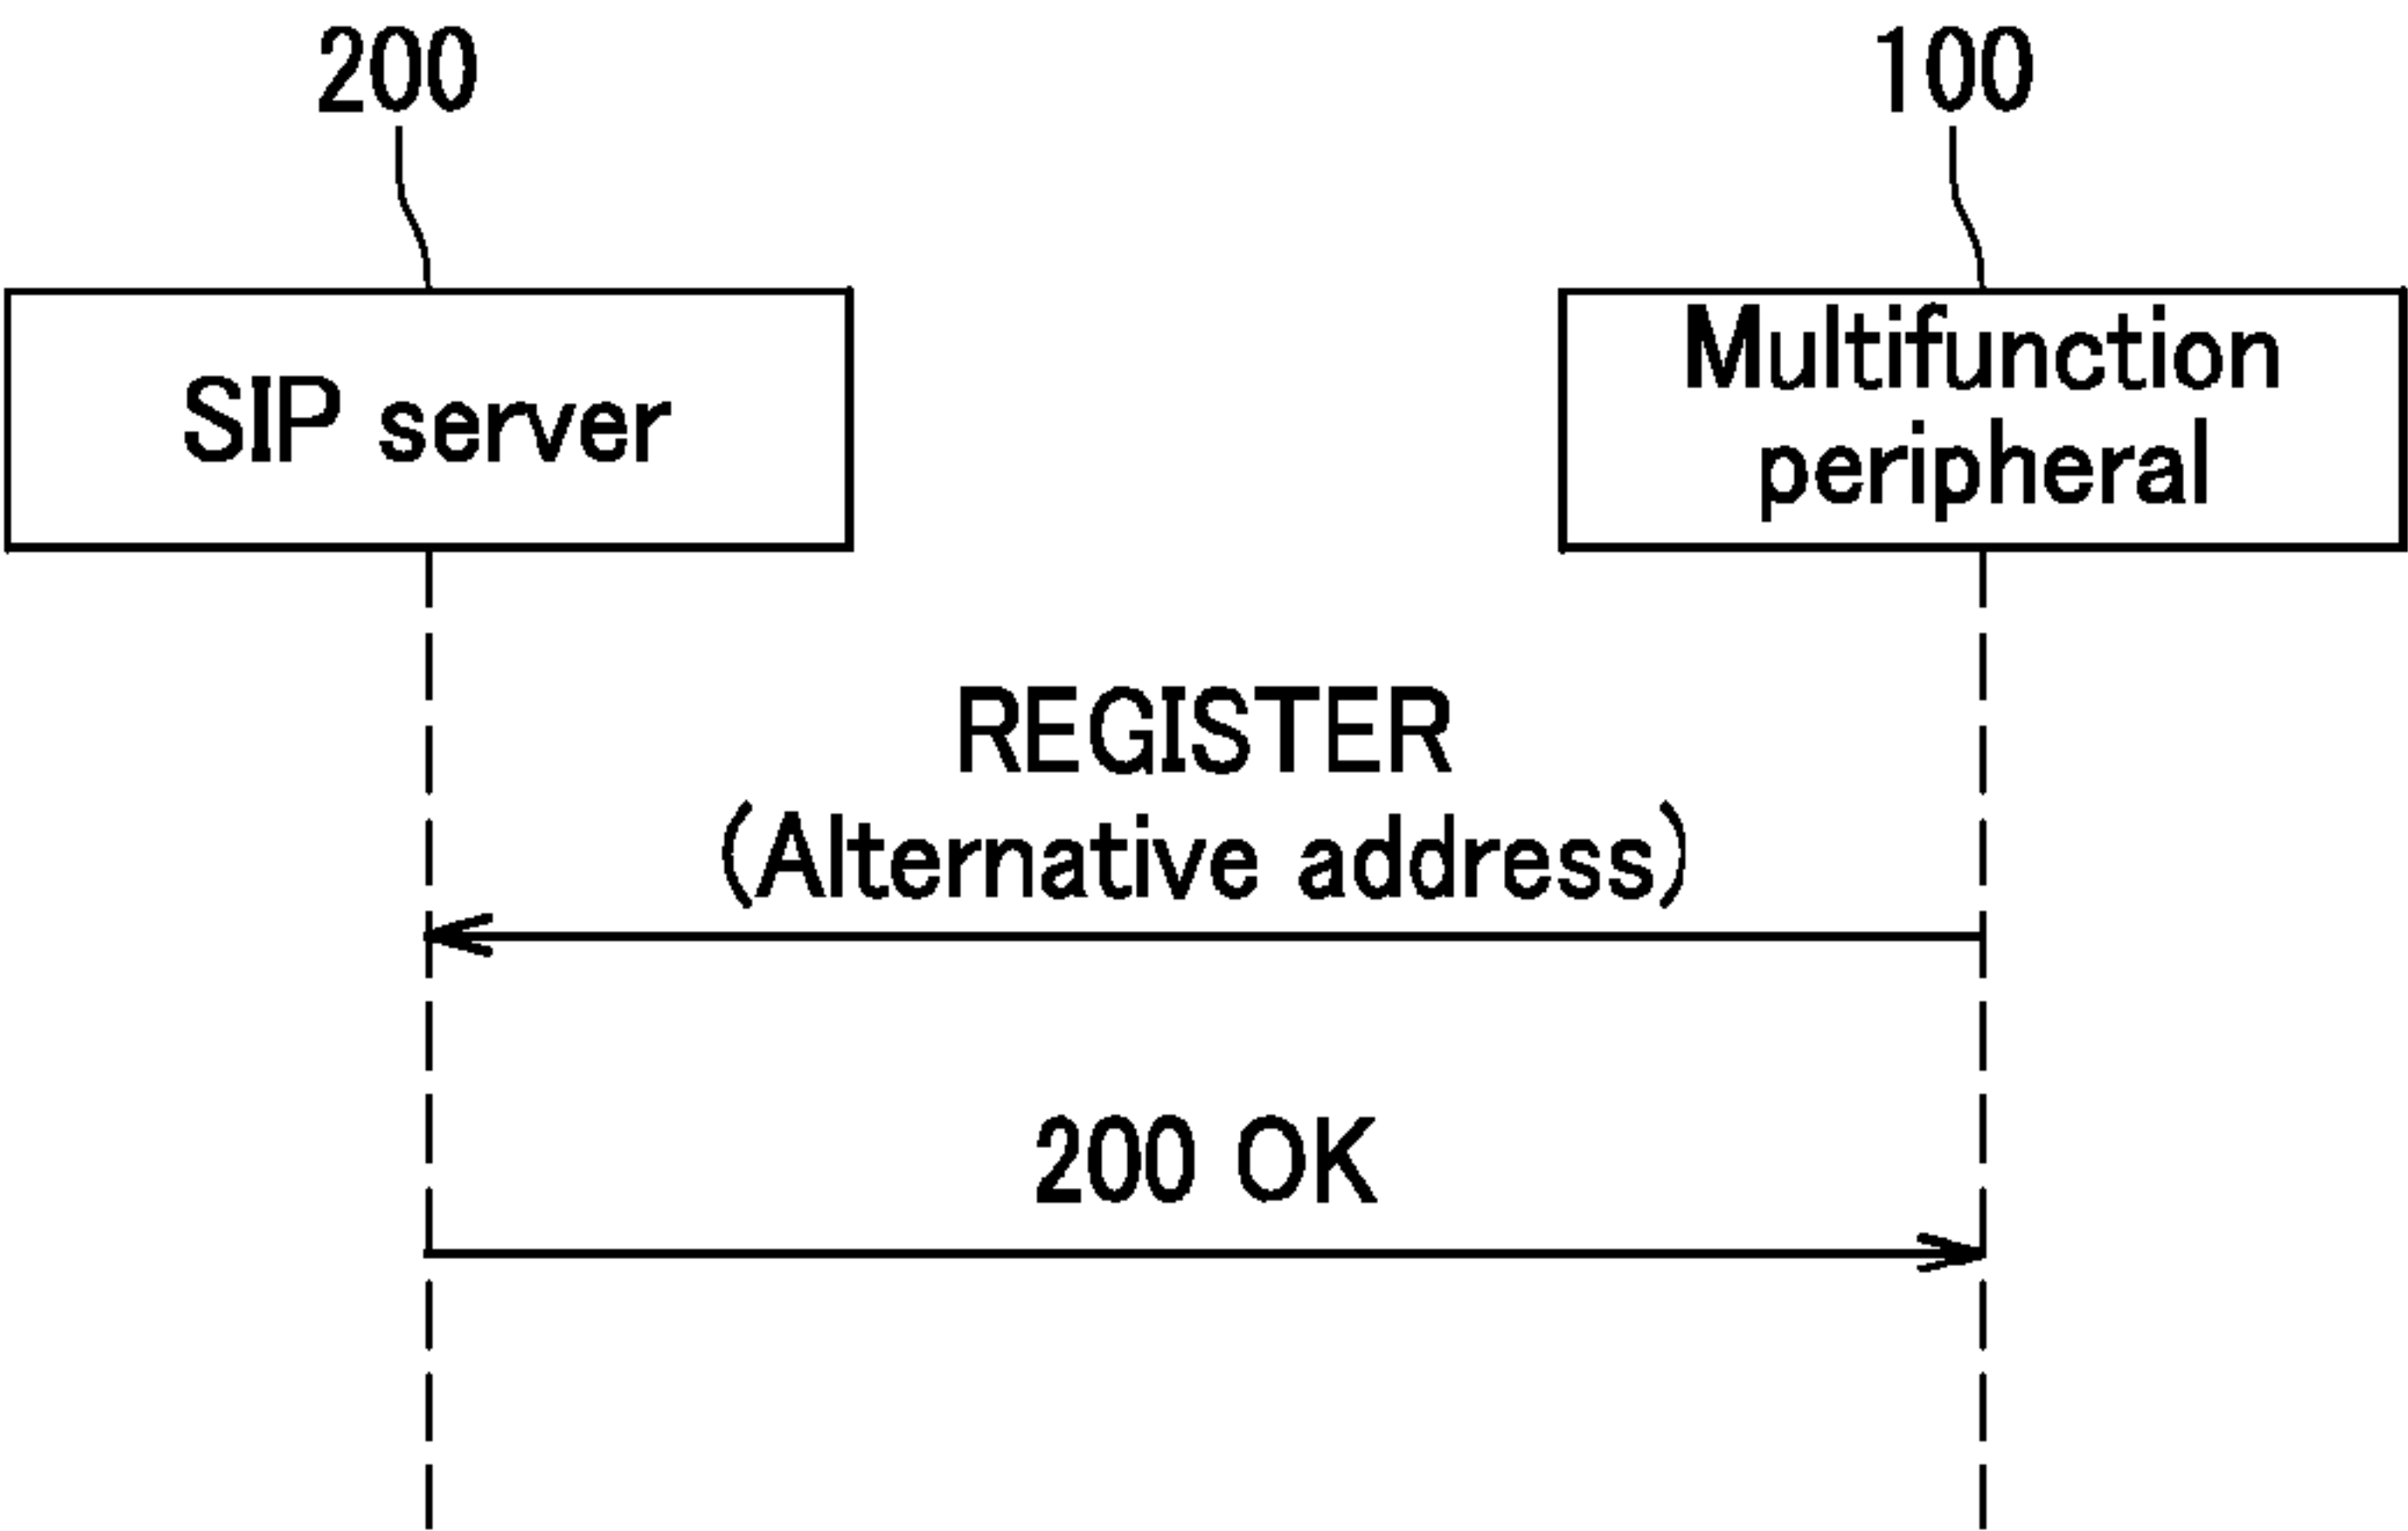 200
100
SIP server
Multifunction
peripheral
REGISTER
(Alternative address)
200 OK